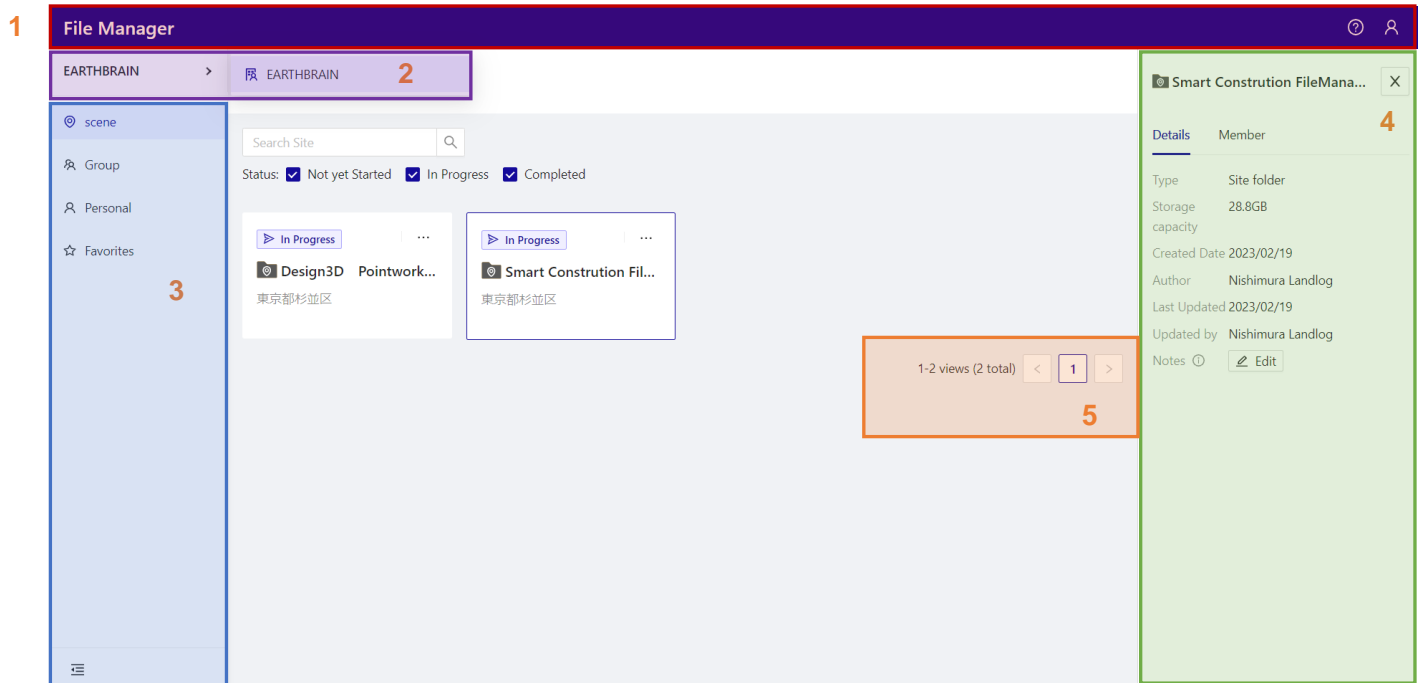 1
File Manager
EARTHBRAIN
EARTHBRAIN
2
scene
Group
Personal
Favorites
3
Search Site
Status: Not yet Started In Progress Completed
In Progress
Design3D Pointwork...
東京都杉並区
In Progress
Smart Constrution Fil...
東京都杉並区
1-2 views (2 total) < 1 >
5
Smart Constrution FileMana... X
4
Details Member
Type Site folder
Storage capacity 28.8GB
Created Date 2023/02/19
Author Nishimura Landlog
Last Updated 2023/02/19
Updated by Nishimura Landlog
Notes Edit